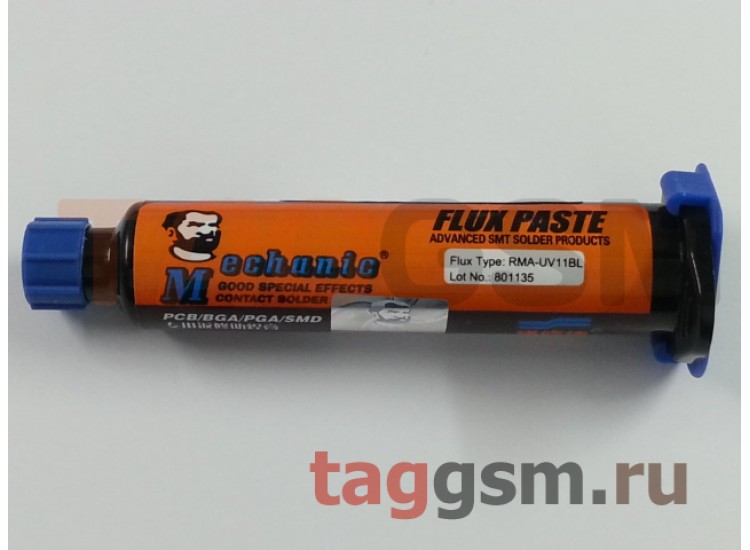 FLUX PASTE
ADVANCED SMT SOLDER PRODUCTS
Flux Type: RMA-UV11BL
Lot No.: 801135
Mechanic®
GOOD SPECIAL EFFECTS
CONTACT SOLDER
PCB/BGA/PGA/SMD
taggsm.ru